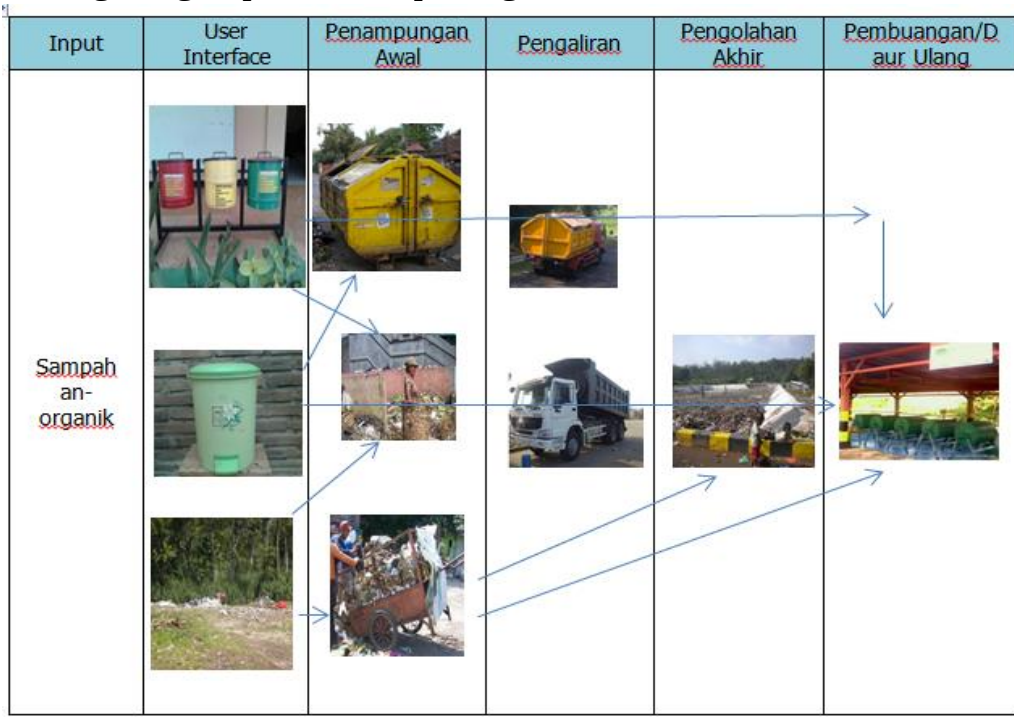 Input
User
Interface
Penampungan
Awal
Pengaliran
Pengolahan
Akhir
Pembuangan/D
aur Ulang
Sampah
an-
organik